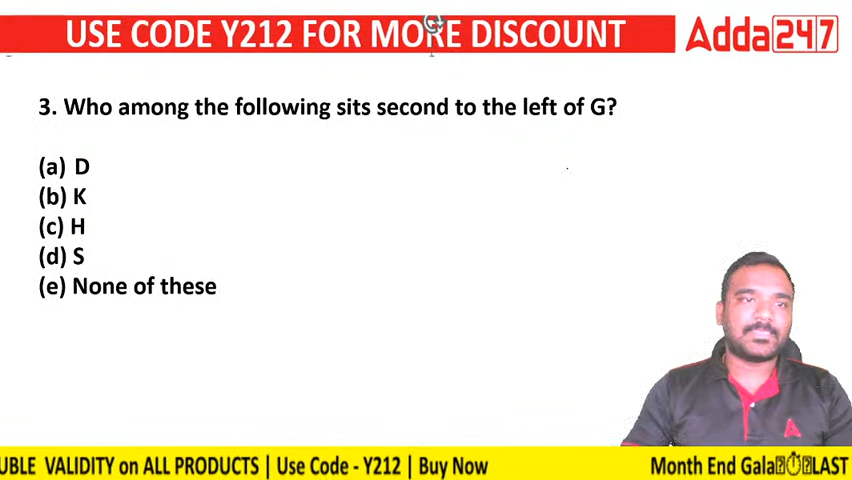 USE CODE Y212 FOR MORE DISCOUNT
Adda247
3. Who among the following sits second to the left of G?
(a) D
(b) K
(c) H
(d) S
(e) None of these
UBLE VALIDITY on ALL PRODUCTS | Use Code - Y212 | Buy Now
Month End Gala LAST